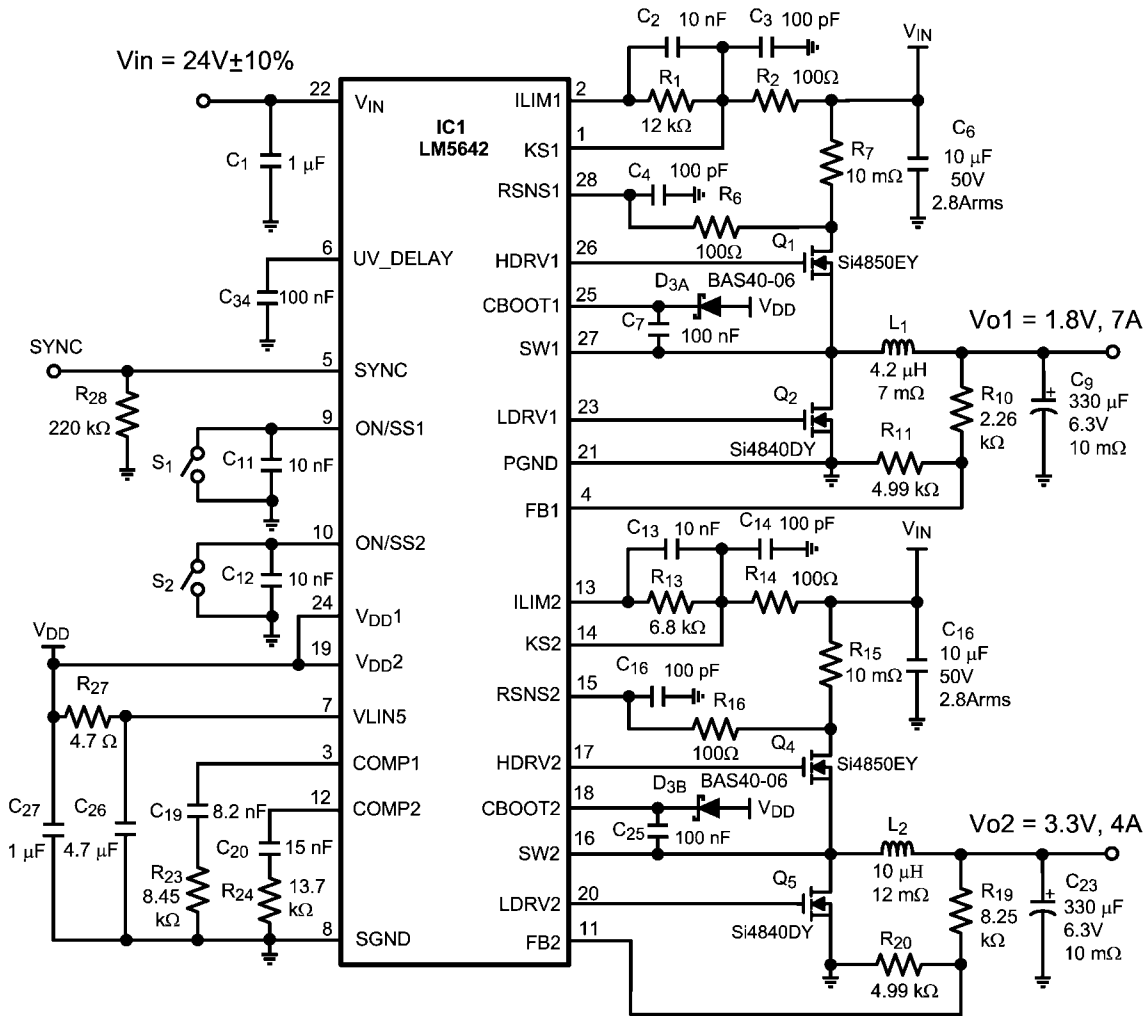 Vin = 24V±10%
22
VIN
C1
1 μF
6
UV_DELAY
C34
100 nF
SYNC
5
SYNC
R28
220 kΩ
9
ON/SS1
S1
C11
10 nF
10
ON/SS2
S2
C12
10 nF
24
VDD1
VDD
19
VDD2
R27
4.7 Ω
7
VLIN5
3
COMP1
C19
8.2 nF
12
COMP2
C27
1 μF
C26
4.7 μF
C20
15 nF
R23
8.45
kΩ
R24
13.7
kΩ
8
SGND
IC1
LM5642
ILIM1
2
C2
10 nF
C3
100 pF
R1
12 kΩ
R2
100Ω
VIN
KS1
1
C6
10 μF
50V
2.8Arms
R7
10 mΩ
RSNS1
28
C4
100 pF
R6
100Ω
HDRV1
26
Q1
Si4850EY
D3A
BAS40-06
CBOOT1
25
VDD
C7
100 nF
SW1
27
L1
4.2 μH
7 mΩ
Vo1 = 1.8V, 7A
C9
330 μF
6.3V
10 mΩ
+
R10
2.26
kΩ
LDRV1
23
Q2
Si4840DY
R11
4.99 kΩ
PGND
21
FB1
4
C13
10 nF
C14
100 pF
VIN
ILIM2
13
R13
6.8 kΩ
R14
100Ω
KS2
14
C16
10 μF
50V
2.8Arms
R15
10 mΩ
RSNS2
15
C16
100 pF
R16
100Ω
HDRV2
17
Q4
Si4850EY
D3B
BAS40-06
CBOOT2
18
VDD
C25
100 nF
SW2
16
L2
10 μH
12 mΩ
Vo2 = 3.3V, 4A
R19
8.25
kΩ
C23
330 μF
6.3V
10 mΩ
+
LDRV2
20
Q5
Si4840DY
R20
4.99 kΩ
FB2
11